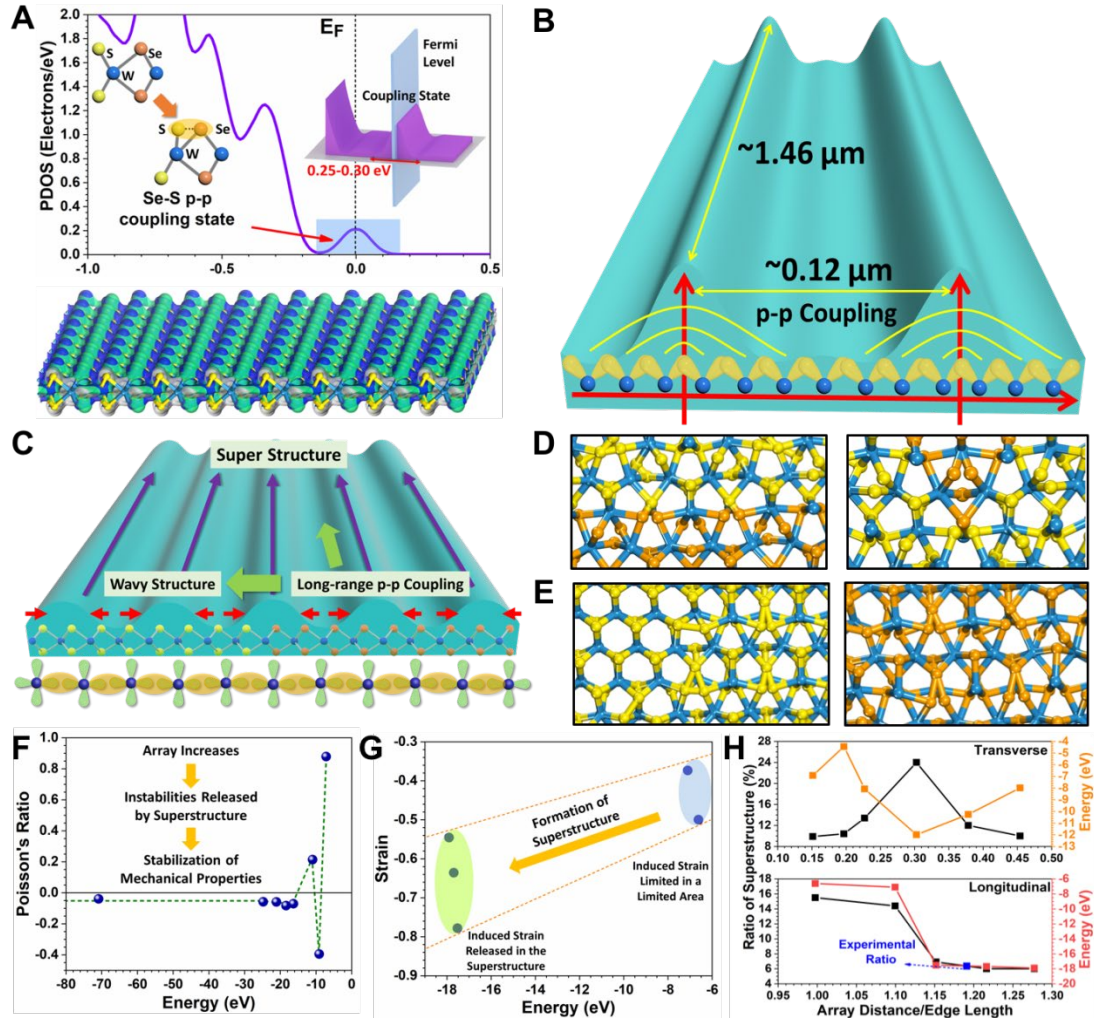 A
PDOS (Electrons/eV)
2.0
1.8
1.6
1.4
1.2
1.0
0.8
0.6
0.4
0.2
0.0
-1.0
-0.5
0.0
0.5
S
Se
W
S
Se
W
Se-S p-p
coupling state
E_F
Fermi
Level
Coupling State
0.25-0.30 eV
B
~1.46 μm
~0.12 μm
p-p Coupling
C
Super Structure
Wavy Structure
Long-range p-p Coupling
D
E
F
Poisson's Ratio
1.0
0.8
0.6
0.4
0.2
0.0
-0.2
-0.4
Array Increases
Instabilities Released
by Superstructure
Stabilization of
Mechanical Properties
-80 -70 -60 -50 -40 -30 -20 -10 0
Energy (eV)
G
Strain
-0.3
-0.4
-0.5
-0.6
-0.7
-0.8
-0.9
Formation of
Superstructure
Induced Strain
Limited in a
Limited Area
Induced Strain
Released in the
Superstructure
-18 -16 -14 -12 -10 -8 -6
Energy (eV)
H
Ratio of Superstructure (%)
28
24
20
16
12
8
Transverse
-4
-5
-6
-7
-8
-9
-10
-11
-12
-13
Energy (eV)
0.10 0.15 0.20 0.25 0.30 0.35 0.40 0.45 0.50
18
16
14
12
10
8
6
4
Longitudinal
Experimental
Ratio
-6
-8
-10
-12
-14
-16
-18
-20
Energy (eV)
0.95 1.00 1.05 1.10 1.15 1.20 1.25 1.30
Array Distance/Edge Length